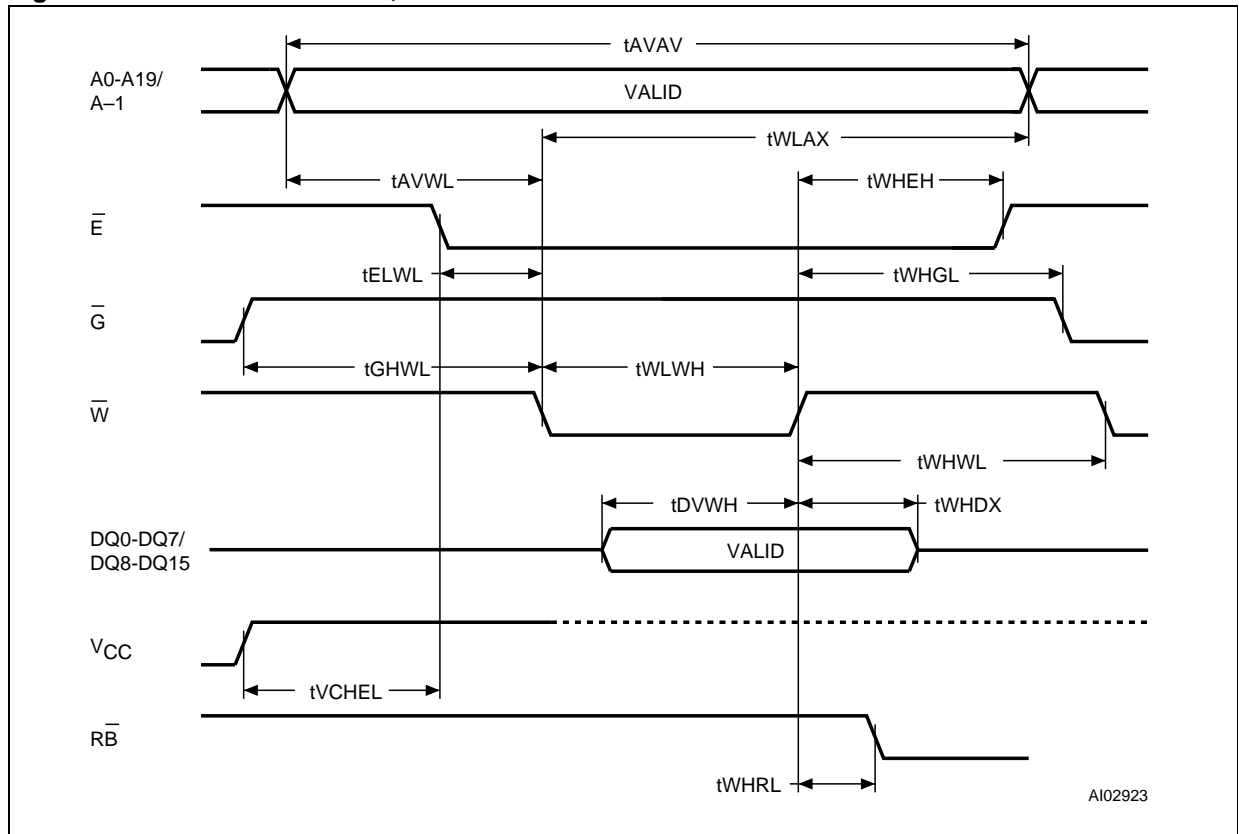 tAVAV
A0-A19/
A–1
VALID
tWLAX
tAVWL
tWHEH
E̅
tELWL
tWHGL
G̅
tGHWL
tWLWH
W̅
tWHWL
tDVWH
tWHDX
DQ0-DQ7/
DQ8-DQ15
VALID
VCC
tVCHEL
RB̅
tWHRL
AI02923